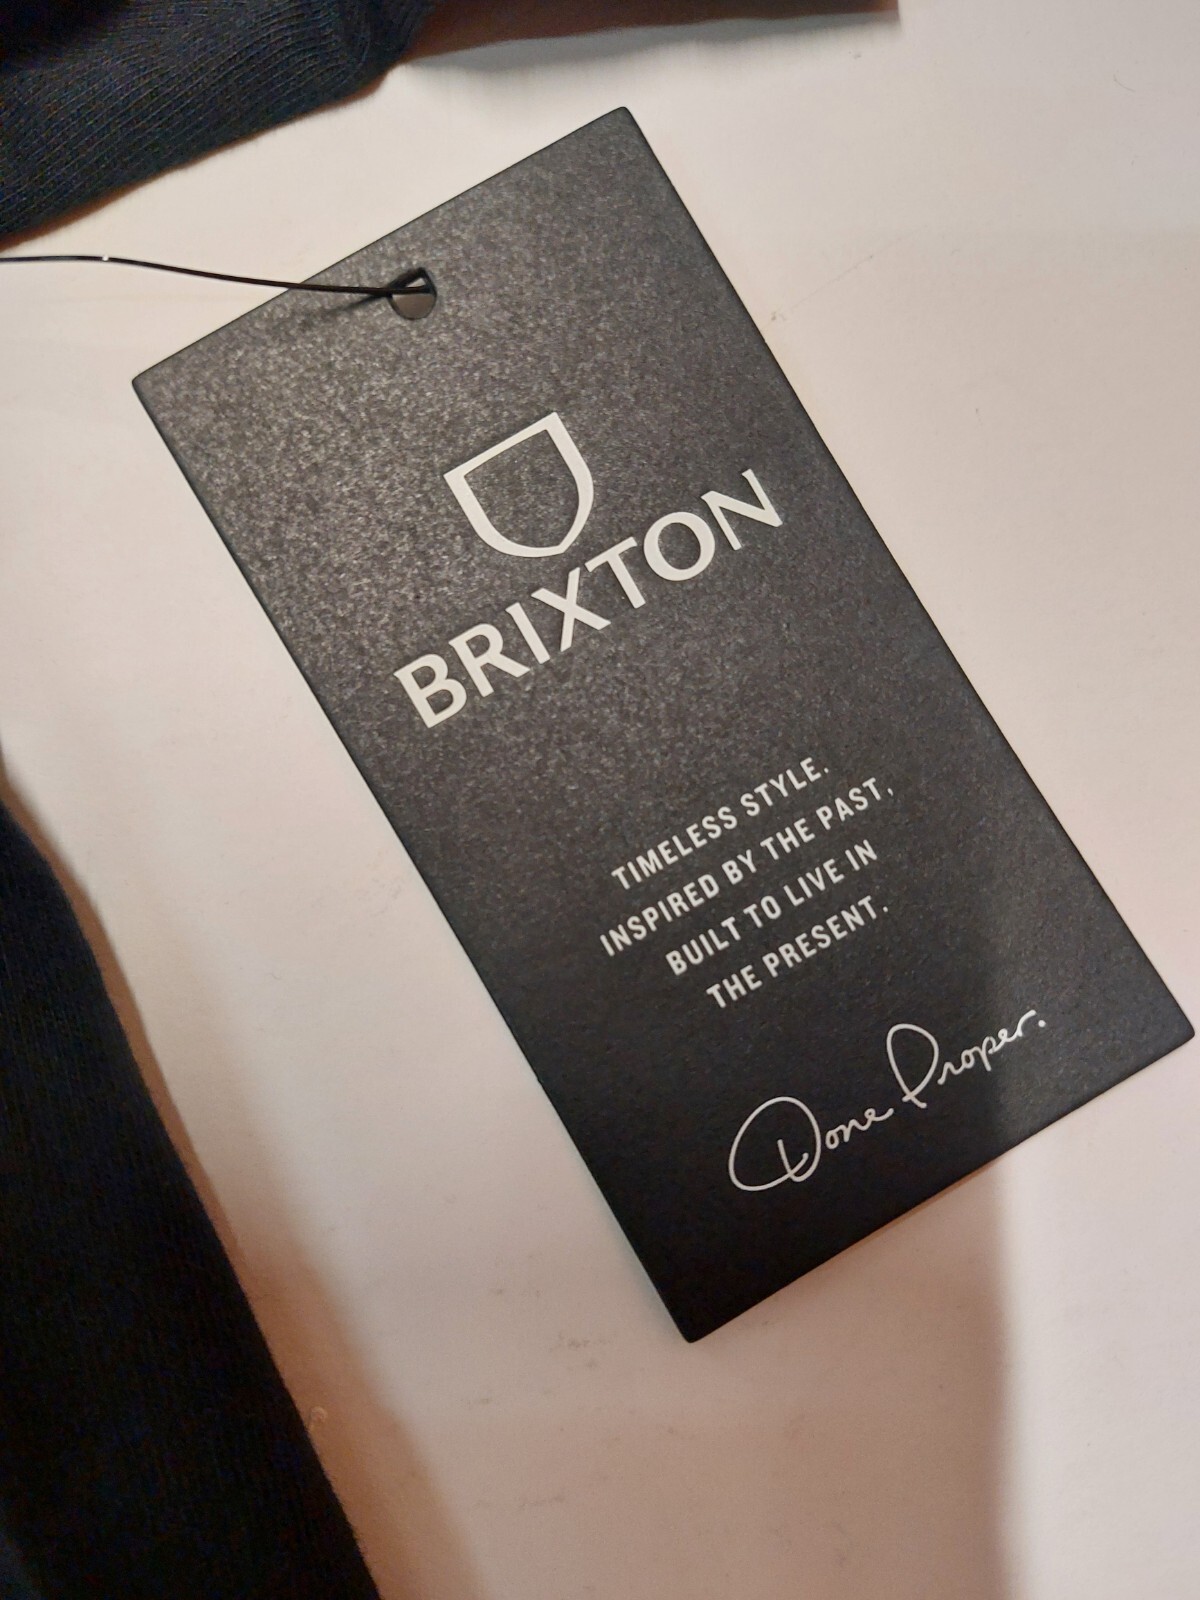 BRIXTON
TIMELESS STYLE.
INSPIRED BY THE PAST,
BUILT TO LIVE IN
THE PRESENT.
Done Proper.